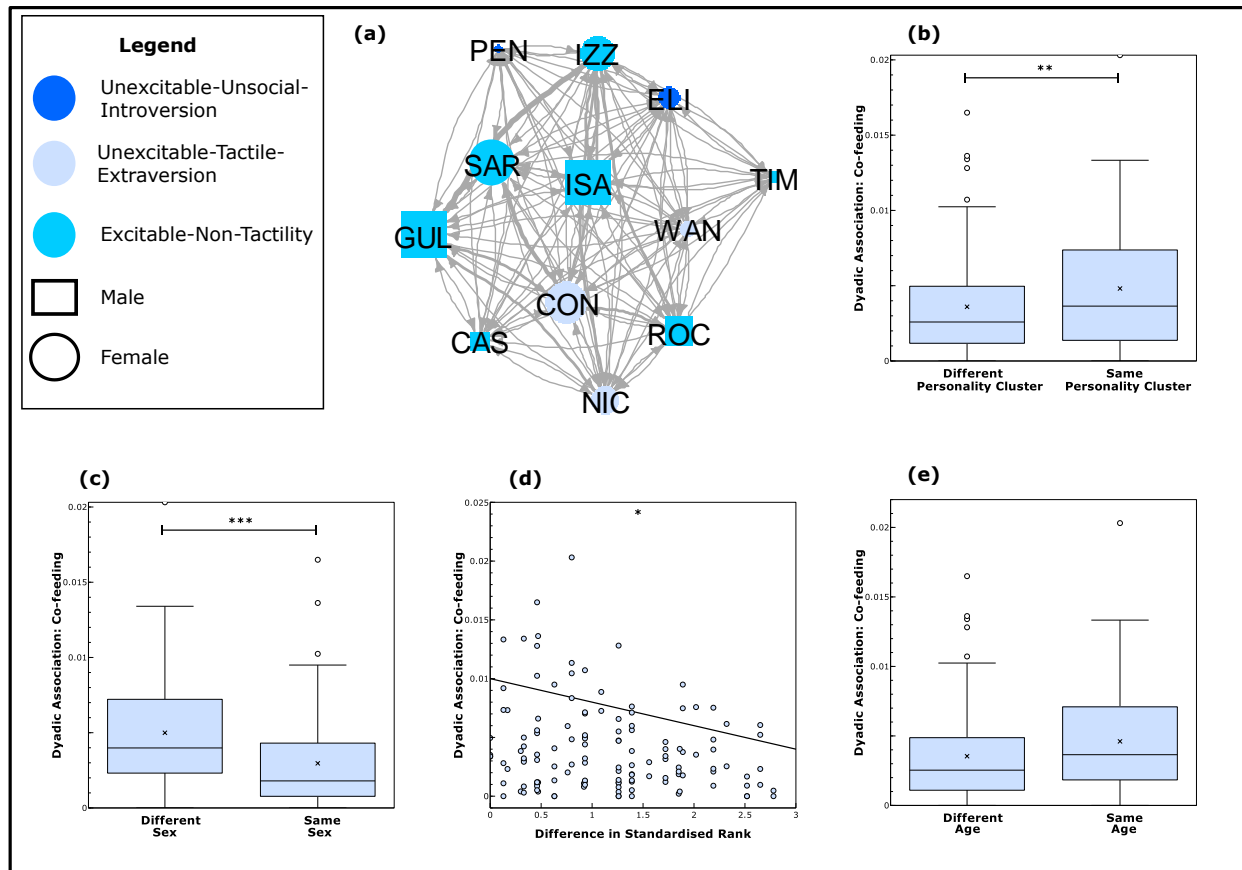 Legend
Unexcitable-Unsocial-
Introversion
Unexcitable-Tactile-
Extraversion
Excitable-Non-Tactility
Male
Female
(a)
PEN
IZZ
ELI
SAR
ISA
TIM
GUL
WAN
CON
CAS
ROC
NIC
(b)
Dyadic Association: Co-feeding
0.02
0.015
0.01
0
**
Different
Personality Cluster
Same
Personality Cluster
(c)
Dyadic Association: Co-feeding
0.02
0.015
0.01
0
***
Different
Sex
Same
Sex
(d)
Dyadic Association: Co-feeding
0.025
0.02
0.015
0.01
0
*
0
0.5
1
1.5
2
2.5
3
Difference in Standardised Rank
(e)
Dyadic Association: Co-feeding
0.02
0.015
0.01
0
Different
Age
Same
Age